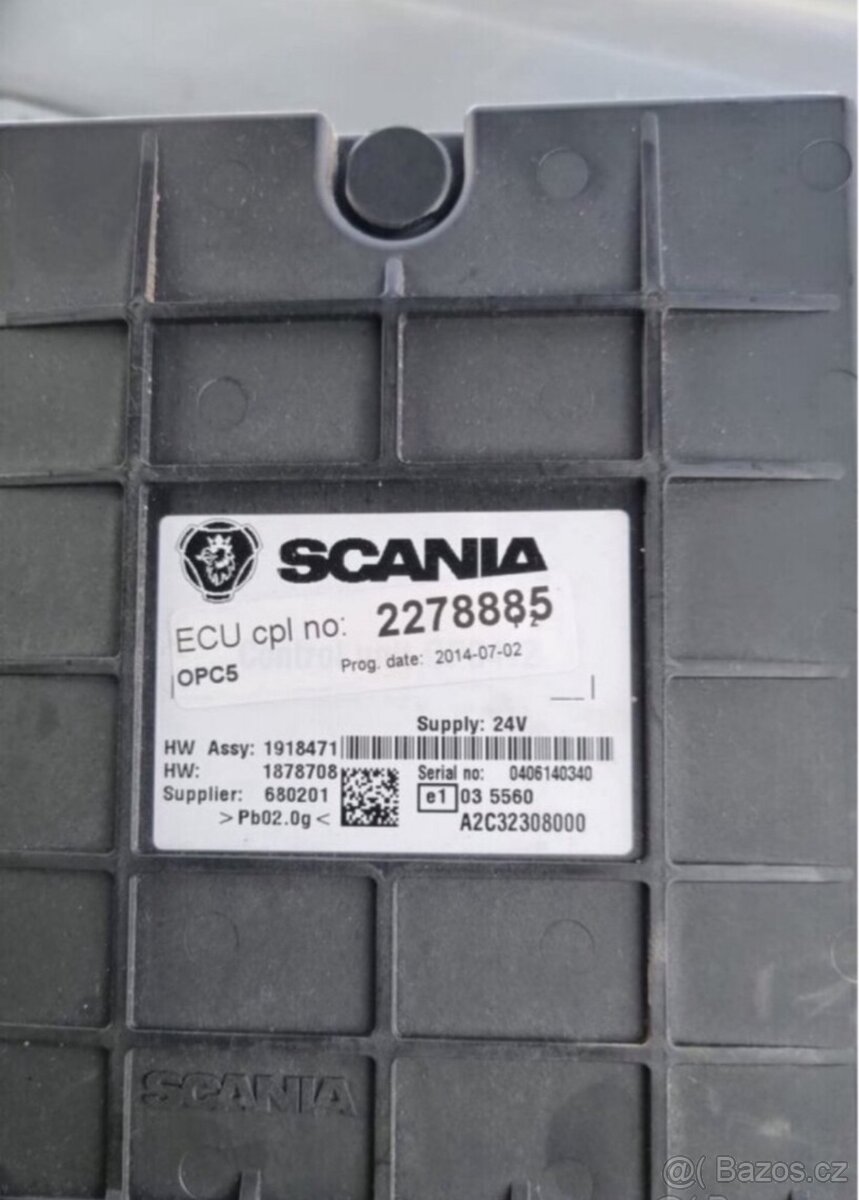 SCANIA
ECU cpl no: 2278885
OPC5 Prog. date: 2014-07-02
Supply: 24V
HW Assy: 1918471
HW: 1878708 Serial no: 0406140340
Supplier: 680201 e1 03 5560
>Pb02.0g< A2C32308000
SCANIA
@( Bazos.cz